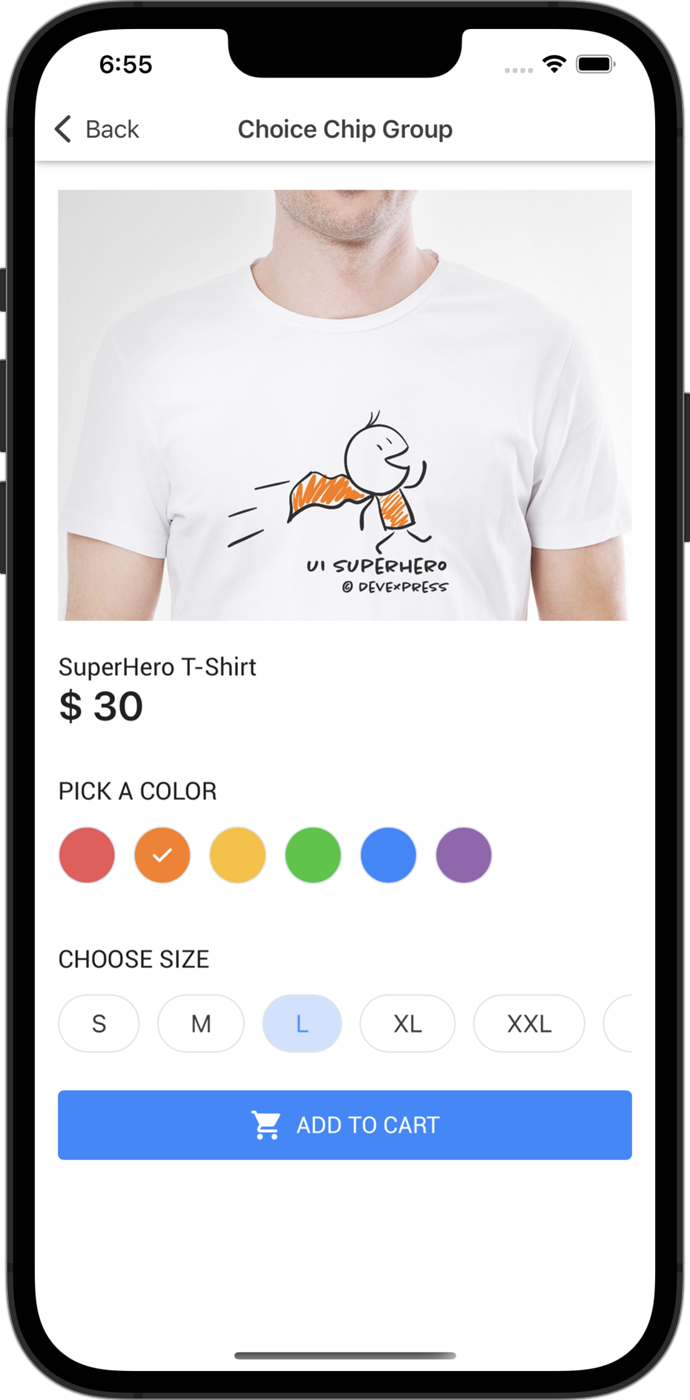 6:55
Back
Choice Chip Group
UI SUPERHERO
© DEVEXPRESS
SuperHero T-Shirt
$ 30
PICK A COLOR
CHOOSE SIZE
S M L XL XXL
ADD TO CART